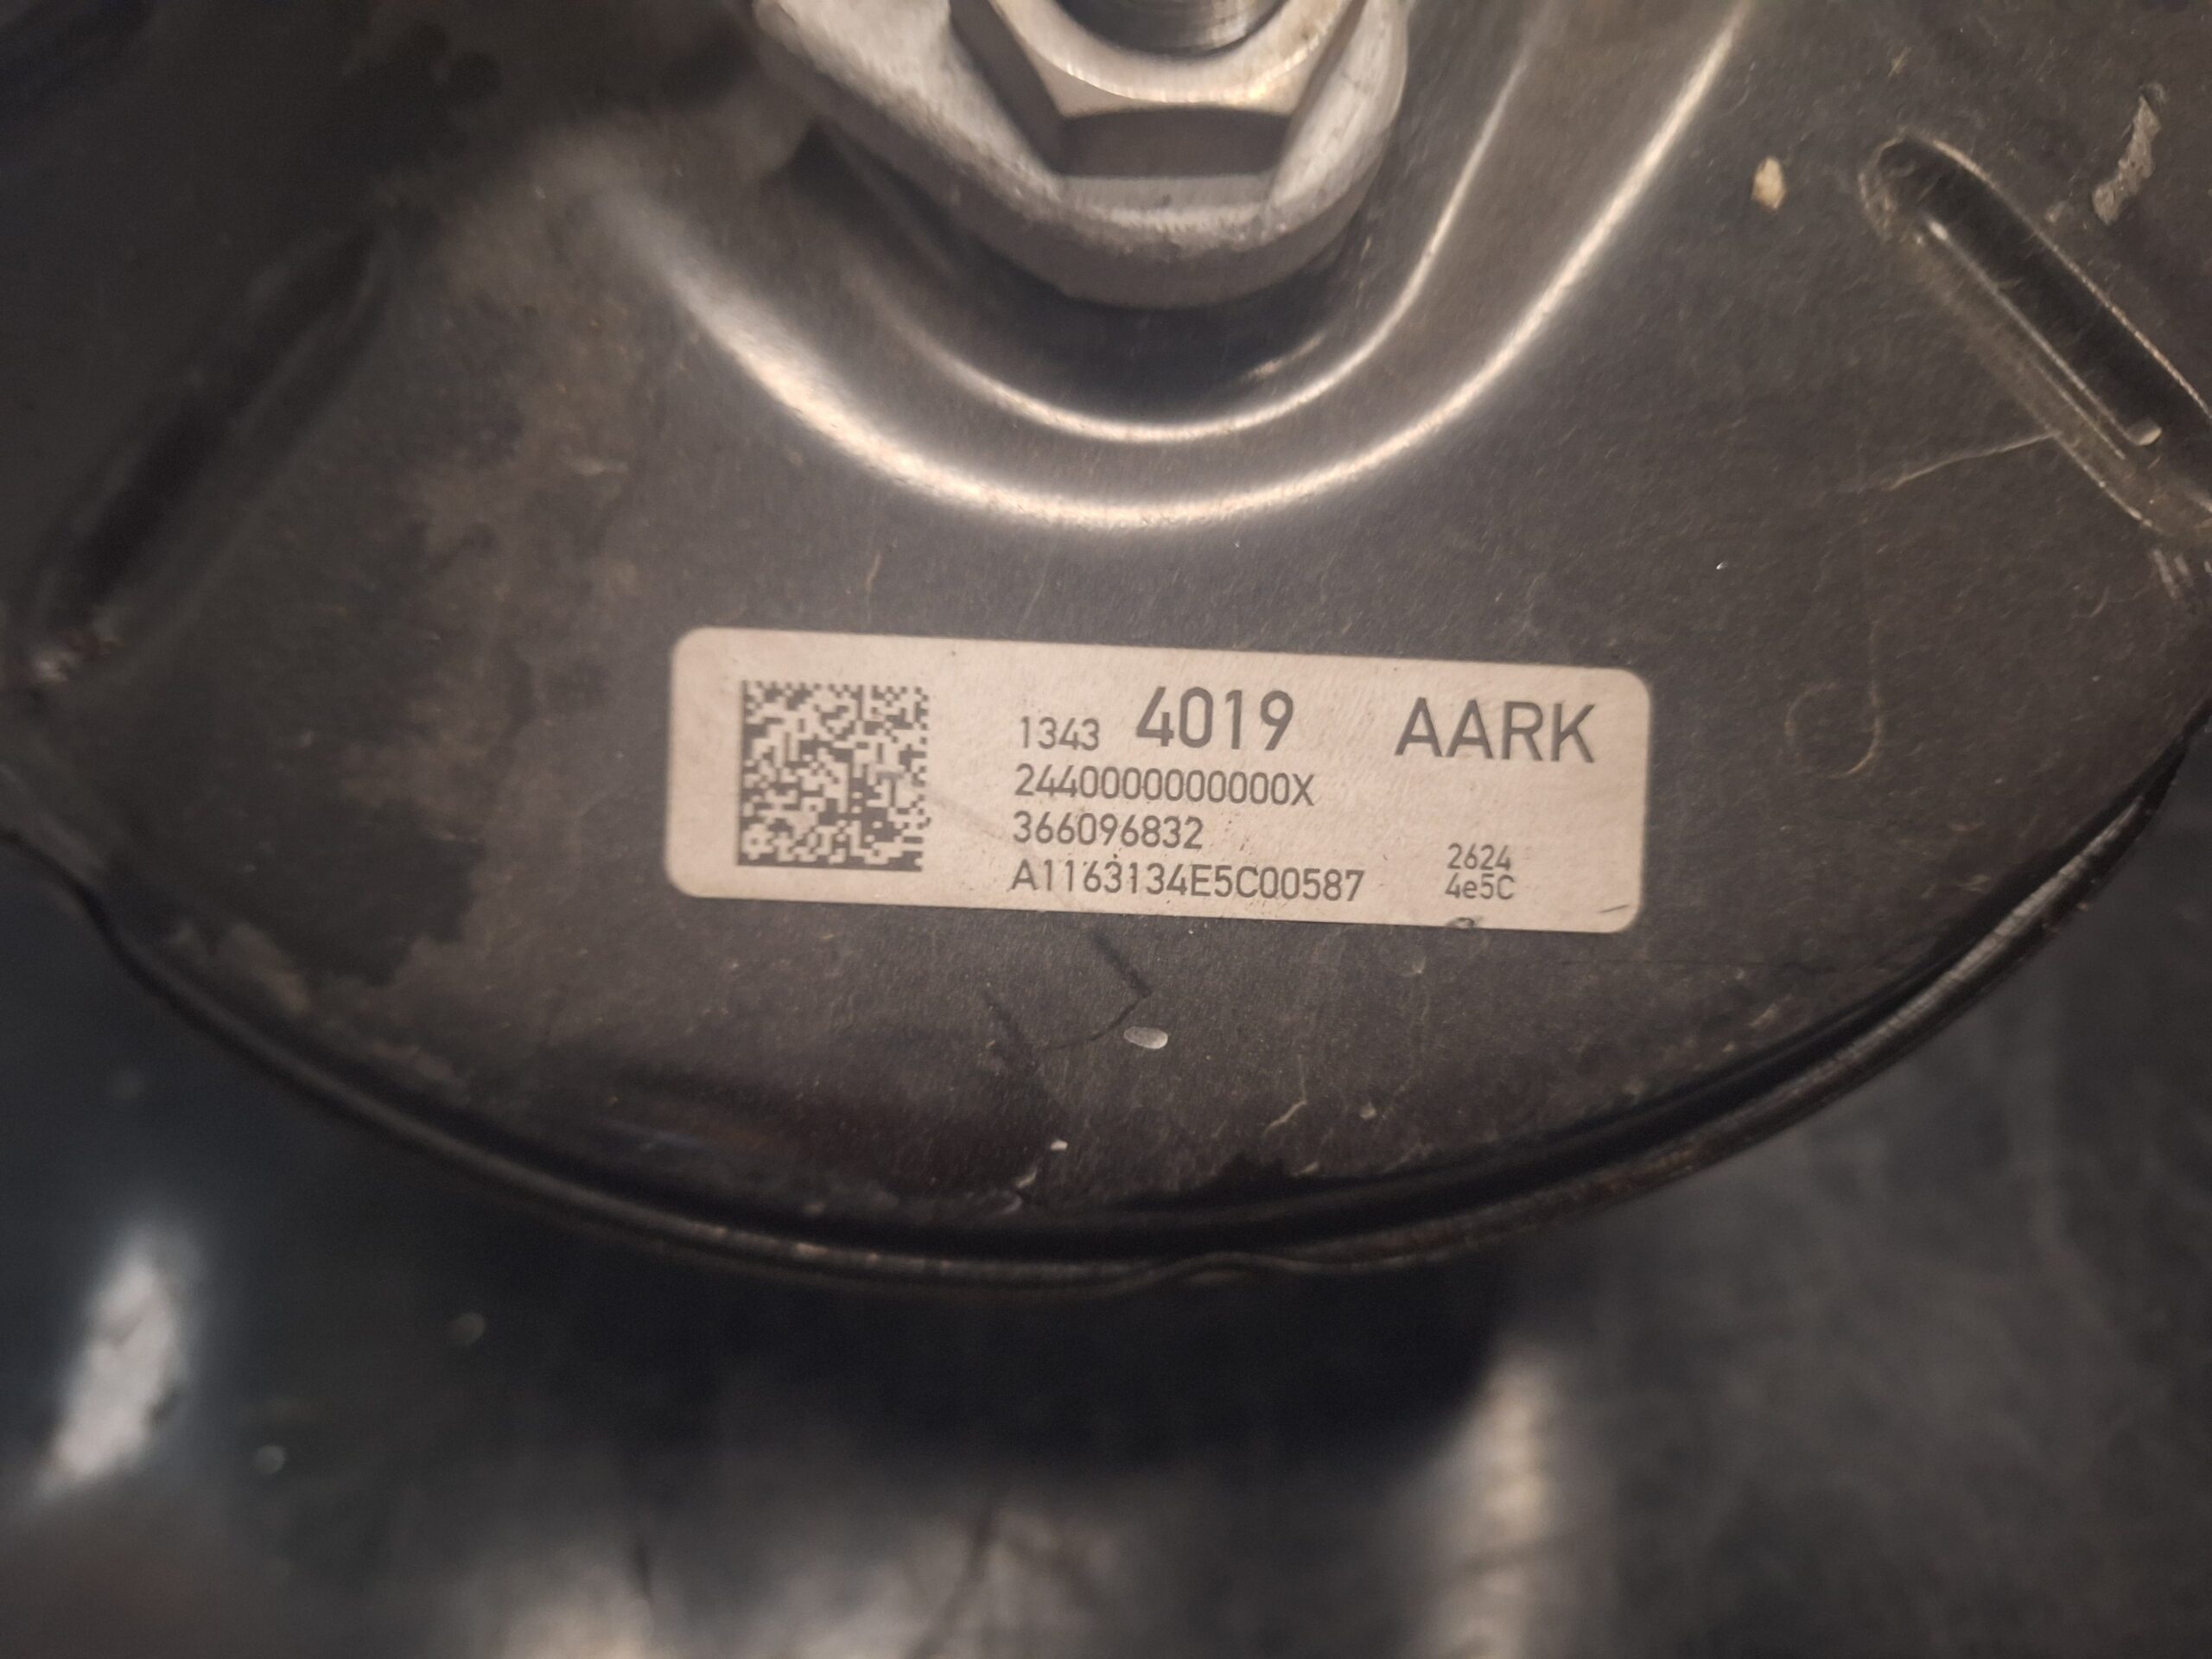 1343 4019 AARK
2440000000000X
366096832
A1163134E5C00587
2624
4e5C